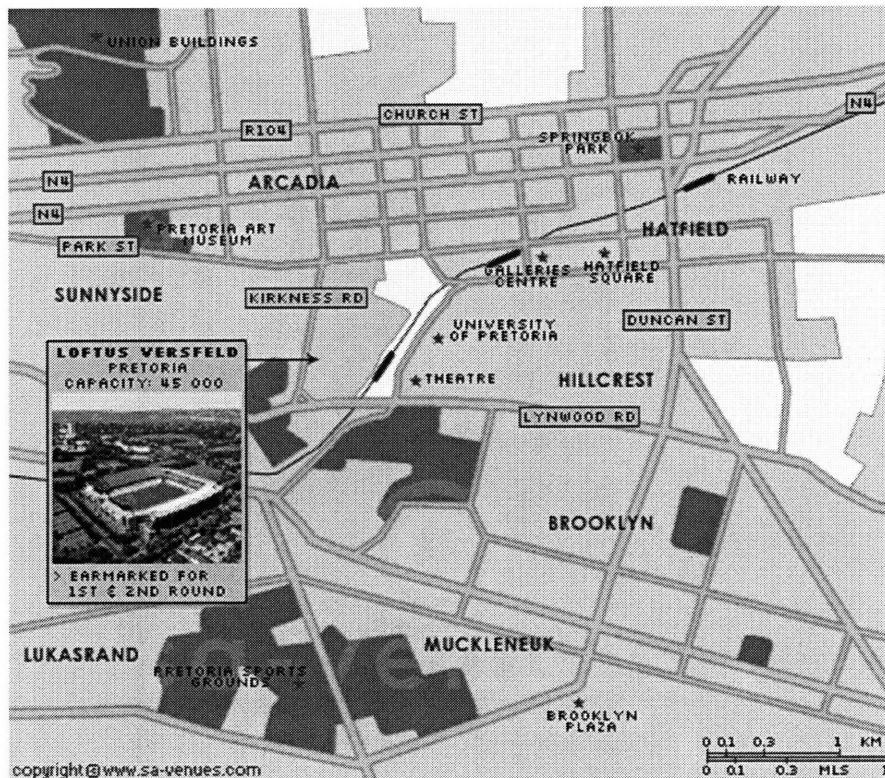 UNION BUILDINGS
CHURCH ST
N4
R104
SPRINGBOK
PARK
N4
ARCADIA
RAILWAY
N4
PRETORIA ART
MUSEUM
HATFIELD
PARK ST
GALLERIES
CENTRE
HATFIELD
SQUARE
SUNNYSIDE
KIRKNESS RD
DUNCAN ST
UNIVERSITY
OF PRETORIA
LOFTUS VERSFELD
PRETORIA
CAPACITY: 45 000
THEATRE
HILLCREST
LYNWOOD RD
BROOKLYN
> EARMARKED FOR
1ST & 2ND ROUND
MUCKLENEUK
LUKASRAND
PRETORIA SPORTS
GROUNDS
BROOKLYN
PLAZA
0 0.1 0.3 1 KM
0 0.1 0.3 MLS
copyright@www.sa-venues.com